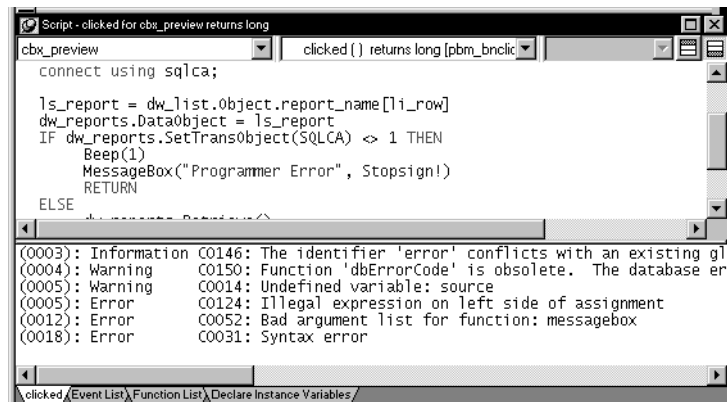 Script - clicked for cbx_preview returns long
cbx_preview clicked ( ) returns long [pbm_bnclic
connect using sqlca;
ls_report = dw_list.Object.report_name[li_row]
dw_reports.DataObject = ls_report
IF dw_reports.SetTransObject(SQLCA) <> 1 THEN
Beep(1)
MessageBox("Programmer Error", Stopsign!)
RETURN
ELSE
(0003): Information C0146: The identifier 'error' conflicts with an existing gl
(0004): Warning C0150: Function 'dbErrorCode' is obsolete. The database er
(0005): Warning C0014: Undefined variable: source
(0005): Error C0124: Illegal expression on left side of assignment
(0012): Error C0052: Bad argument list for function: messagebox
(0018): Error C0031: Syntax error
clicked Event List Function List Declare Instance Variables